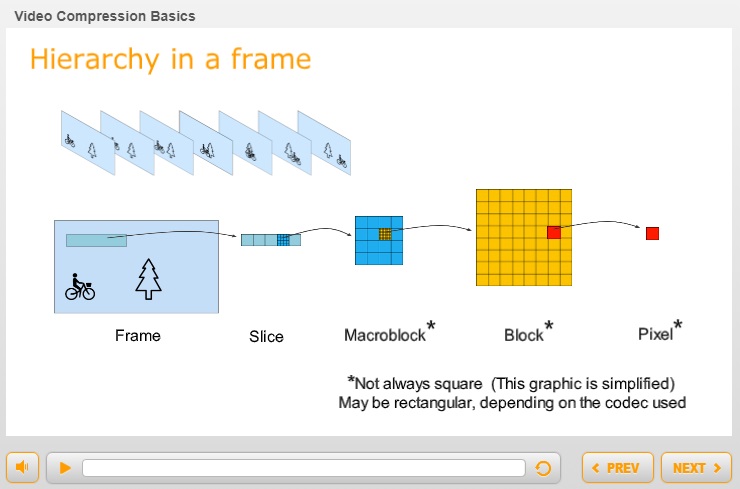 Video Compression Basics
Hierarchy in a frame
Frame
Slice
Macroblock*
Block*
Pixel*
*Not always square (This graphic is simplified)
May be rectangular, depending on the codec used
PREV
NEXT